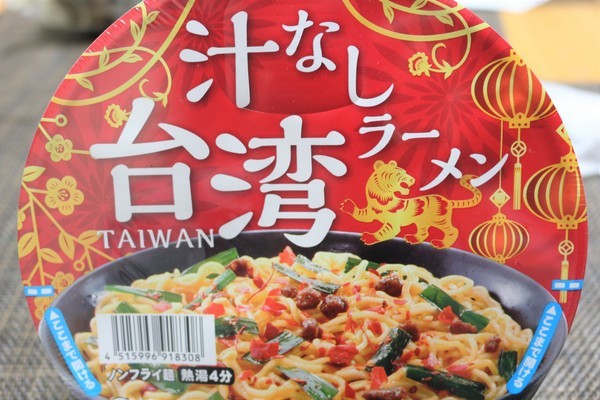 汁なし
台湾ラーメン
TAIWAN
4 515996 918308
ノンフライ麺 熱湯4分
ここまで開ける
ここまで開ける